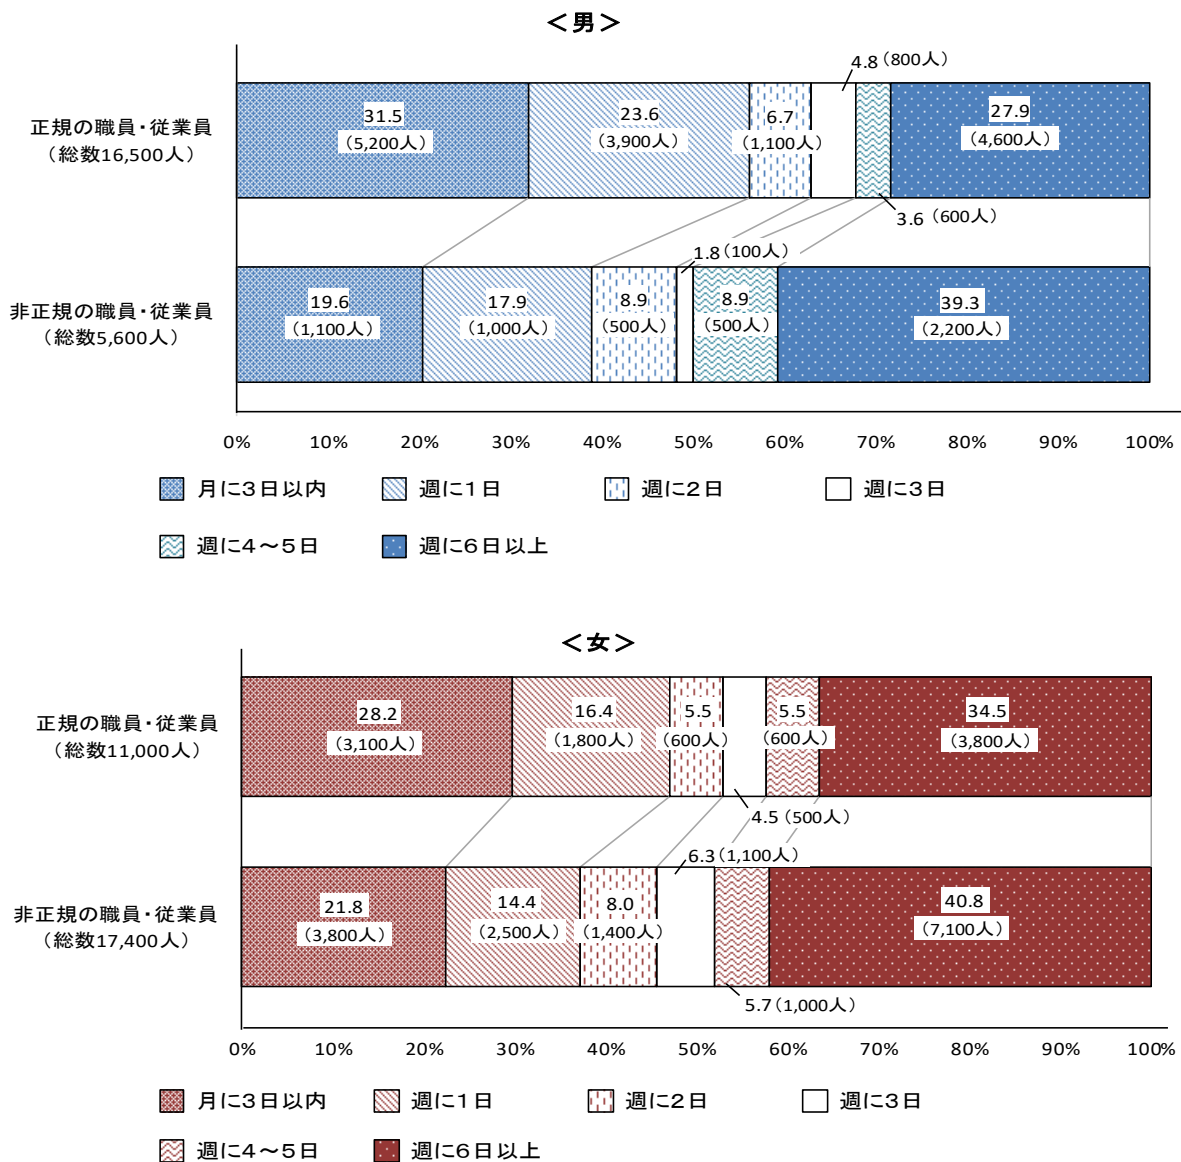 ＜男＞
4.8（800人）
正規の職員・従業員
（総数16,500人）
31.5
（5,200人）
23.6
（3,900人）
6.7
（1,100人）
27.9
（4,600人）
3.6（600人）
1.8（100人）
非正規の職員・従業員
（総数5,600人）
19.6
（1,100人）
17.9
（1,000人）
8.9
（500人）
8.9
（500人）
39.3
（2,200人）
0% 10% 20% 30% 40% 50% 60% 70% 80% 90% 100%
月に3日以内 週に1日 週に2日 週に3日
週に4～5日 週に6日以上
＜女＞
正規の職員・従業員
（総数11,000人）
28.2
（3,100人）
16.4
（1,800人）
5.5
（600人）
5.5
（600人）
34.5
（3,800人）
4.5（500人）
6.3（1,100人）
非正規の職員・従業員
（総数17,400人）
21.8
（3,800人）
14.4
（2,500人）
8.0
（1,400人）
40.8
（7,100人）
5.7（1,000人）
0% 10% 20% 30% 40% 50% 60% 70% 80% 90% 100%
月に3日以内 週に1日 週に2日 週に3日
週に4～5日 週に6日以上